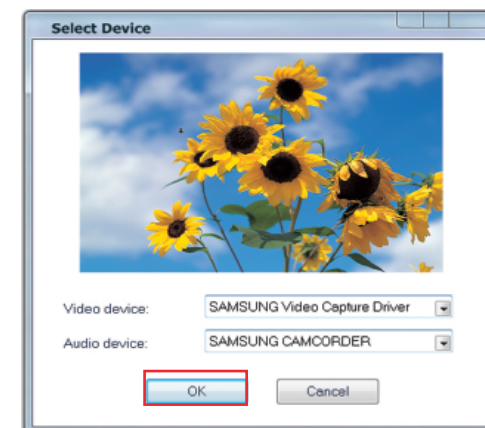 Select Device
Video device: SAMSUNG Video Capture Driver
Audio device: SAMSUNG CAMCORDER
OK Cancel